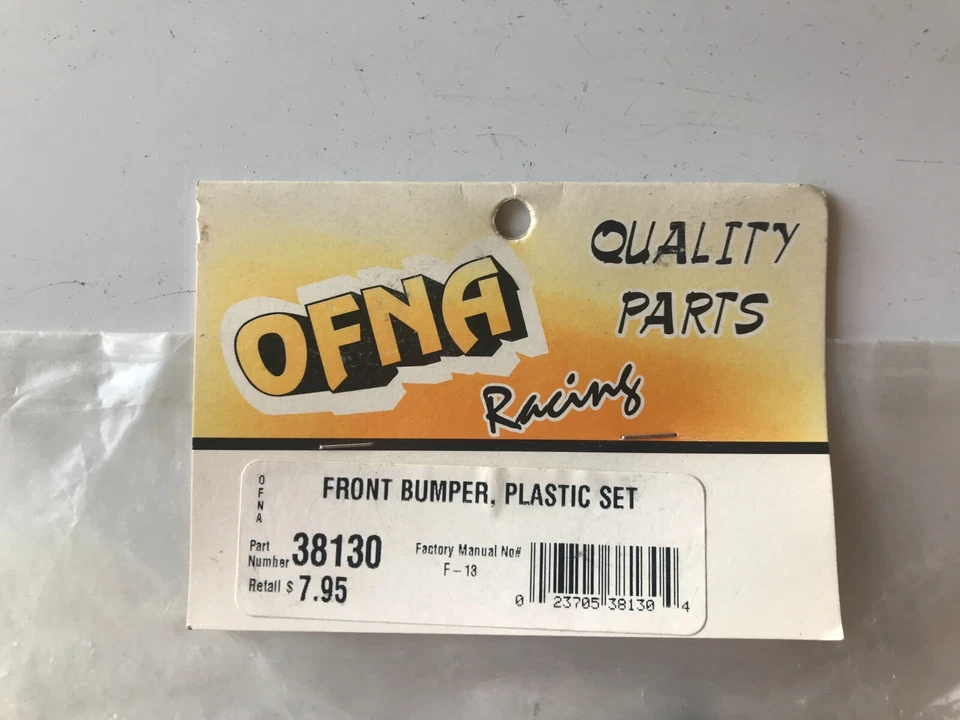 OFNA
Racing
QUALITY
PARTS
OFNA
FRONT BUMPER, PLASTIC SET
Part Number 38130
Retail $ 7.95
Factory Manual No#
F-13
0 23705 38130 4